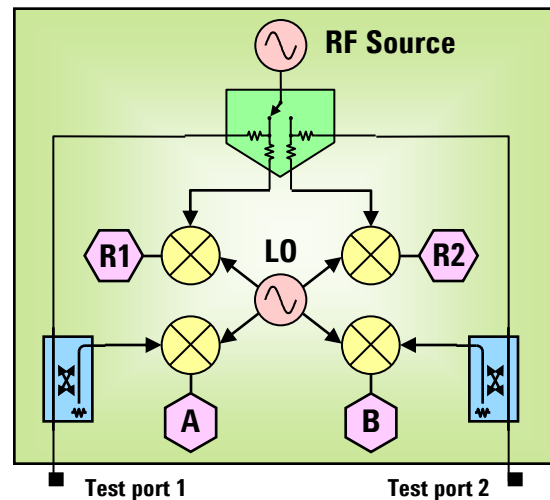 RF Source
R1
LO
R2
A
B
Test port 1
Test port 2